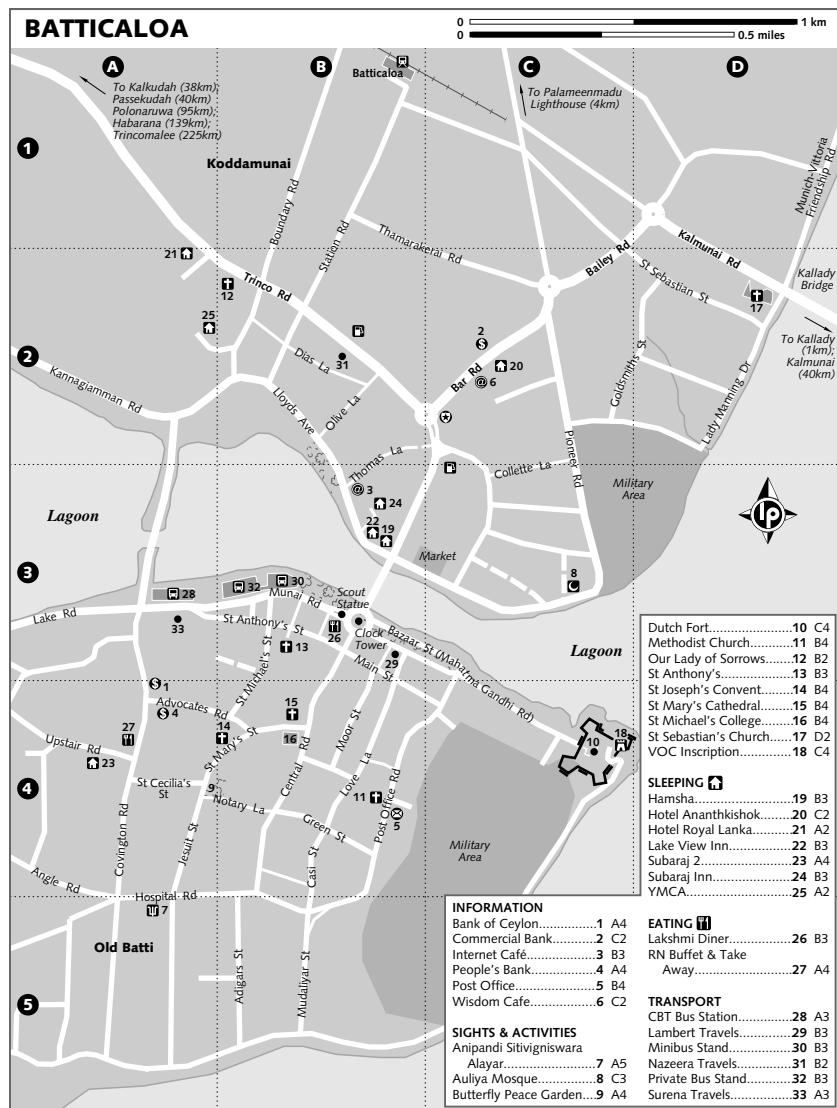 BATTICALOA
0 1 km
0 0.5 miles
A
B
C
D
Batticaloa
To Kalkudah (38km);
Passekudah (40km)
Polonaruwa (95km);
Habarana (139km);
Trincomalee (225km)
To Palameenmadu
Lighthouse (4km)
1
Koddamunai
Boundary Rd
Station Rd
Thamarakerai Rd
Munich-Vittoria
Friendship Rd
Bailey Rd
Kalmunai Rd
St Sebastian St
Kallady
Bridge
21
12
Trinco Rd
25
17
To Kallady
(1km);
Kalmunai
(40km)
2
2
31
Dias La
Bar Rd
20
6
Goldsmiths St
Lady Manning Dr
Kannagiamman Rd
Lloyds Ave
Olive La
Thomas La
Pioneer Rd
Collette La
Military
Area
3
24
22
19
Lagoon
lp
Market
3
8
28
32
30
Munai Rd
Scout
Statue
Lake Rd
33
St Anthony's St
26
Clock
Tower
Bazaar St (Mahatma Gandhi Rd)
13
29
Main St
St Michael's St
Lagoon
1
Advocates Rd
4
15
Moor St
27
14
St Mary's St
16
Upstair Rd
23
Central Rd
Love La
10
18
4
St Cecilia's
St
9
Notary La
11
Post Office Rd
5
Green St
Covington Rd
Jesuit St
Casi St
Military
Area
Angle Rd
Hospital Rd
7
Old Batti
Adigars St
Mudaliyar St
5
Dutch Fort.......................10 C4
Methodist Church............11 B4
Our Lady of Sorrows........12 B2
St Anthony's....................13 B3
St Joseph's Convent.........14 B4
St Mary's Cathedral..........15 B4
St Michael's College.........16 B4
St Sebastian's Church.......17 D2
VOC Inscription...............18 C4
SLEEPING
Hamsha...........................19 B3
Hotel Ananthkishok..........20 C2
Hotel Royal Lanka............21 A2
Lake View Inn..................22 B3
Subaraj 2.........................23 A4
Subaraj Inn......................24 B3
YMCA.............................25 A2
INFORMATION
Bank of Ceylon................1 A4
Commercial Bank.............2 C2
Internet Café...................3 B3
People's Bank..................4 A4
Post Office......................5 B4
Wisdom Cafe...................6 C2
SIGHTS & ACTIVITIES
Anipandi Sitivigniswara
Alayar.........................7 A5
Auliya Mosque.................8 C3
Butterfly Peace Garden....9 A4
EATING
Lakshmi Diner..................26 B3
RN Buffet & Take
Away..........................27 A4
TRANSPORT
CBT Bus Station................28 A3
Lambert Travels................29 B3
Minibus Stand..................30 B3
Nazeera Travels................31 B2
Private Bus Stand..............32 B3
Surena Travels..................33 A3